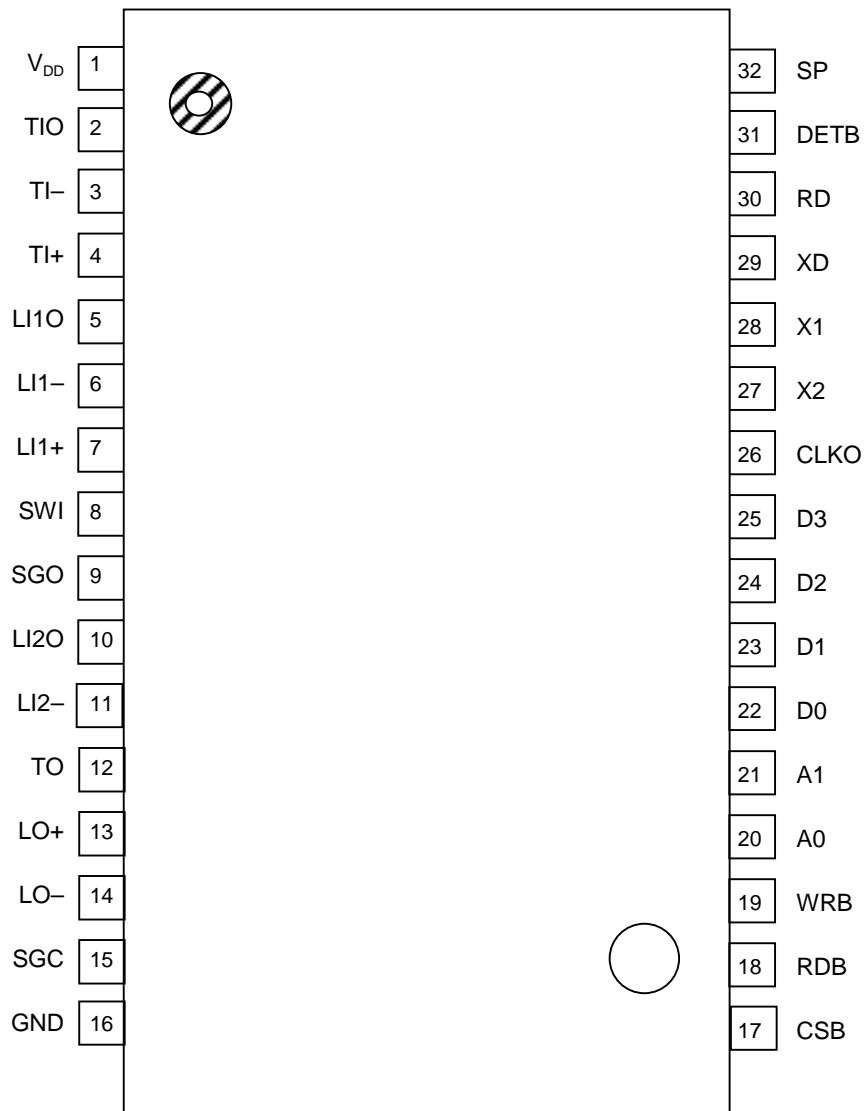 V_DD 1
TIO 2
TI– 3
TI+ 4
LI1O 5
LI1– 6
LI1+ 7
SWI 8
SGO 9
LI2O 10
LI2– 11
TO 12
LO+ 13
LO– 14
SGC 15
GND 16
32 SP
31 DETB
30 RD
29 XD
28 X1
27 X2
26 CLKO
25 D3
24 D2
23 D1
22 D0
21 A1
20 A0
19 WRB
18 RDB
17 CSB